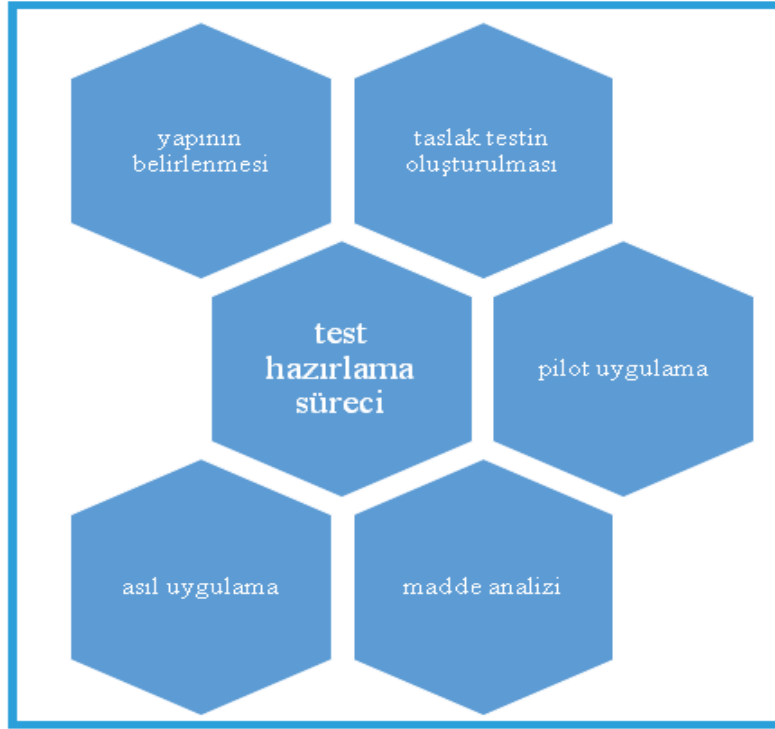 yapının
belirlenmesi
taslak testin
oluşturulması
test
hazırlama
süreci
pilot uygulama
asıl uygulama
madde analizi